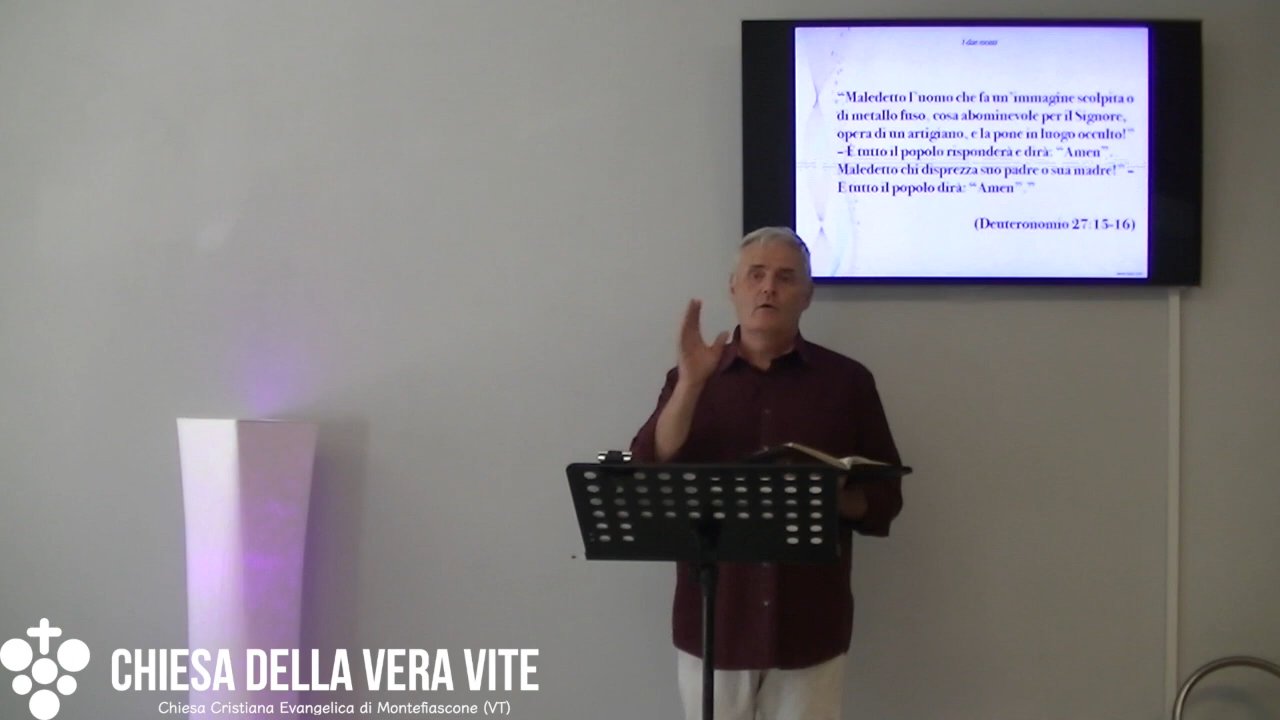 I due monti
“Maledetto l'uomo che fa un'immagine scolpita o
di metallo fuso, cosa abominevole per il Signore,
opera di un artigiano, e la pone in luogo occulto!”
– E tutto il popolo risponderà e dirà: “Amen”.
Maledetto chi disprezza suo padre o sua madre!” –
E tutto il popolo dirà: “Amen”.”
(Deuteronomio 27:15-16)
CHIESA DELLA VERA VITE
Chiesa Cristiana Evangelica di Montefiascone (VT)